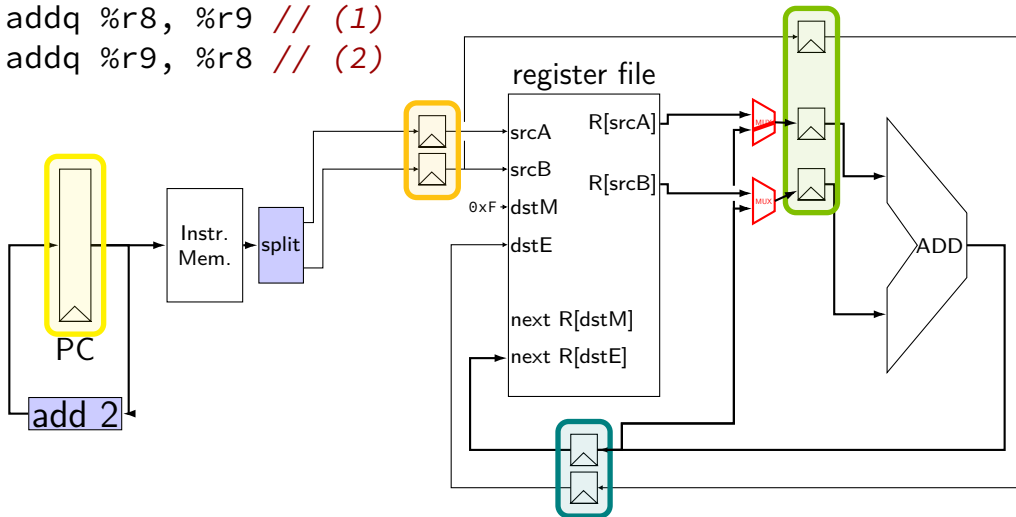 addq %r8, %r9 // (1)
addq %r9, %r8 // (2)
register file
srcA
srcB
0xF
dstM
dstE
R[srcA]
R[srcB]
next R[dstM]
next R[dstE]
MUX
MUX
PC
Instr.
Mem.
split
add 2
ADD